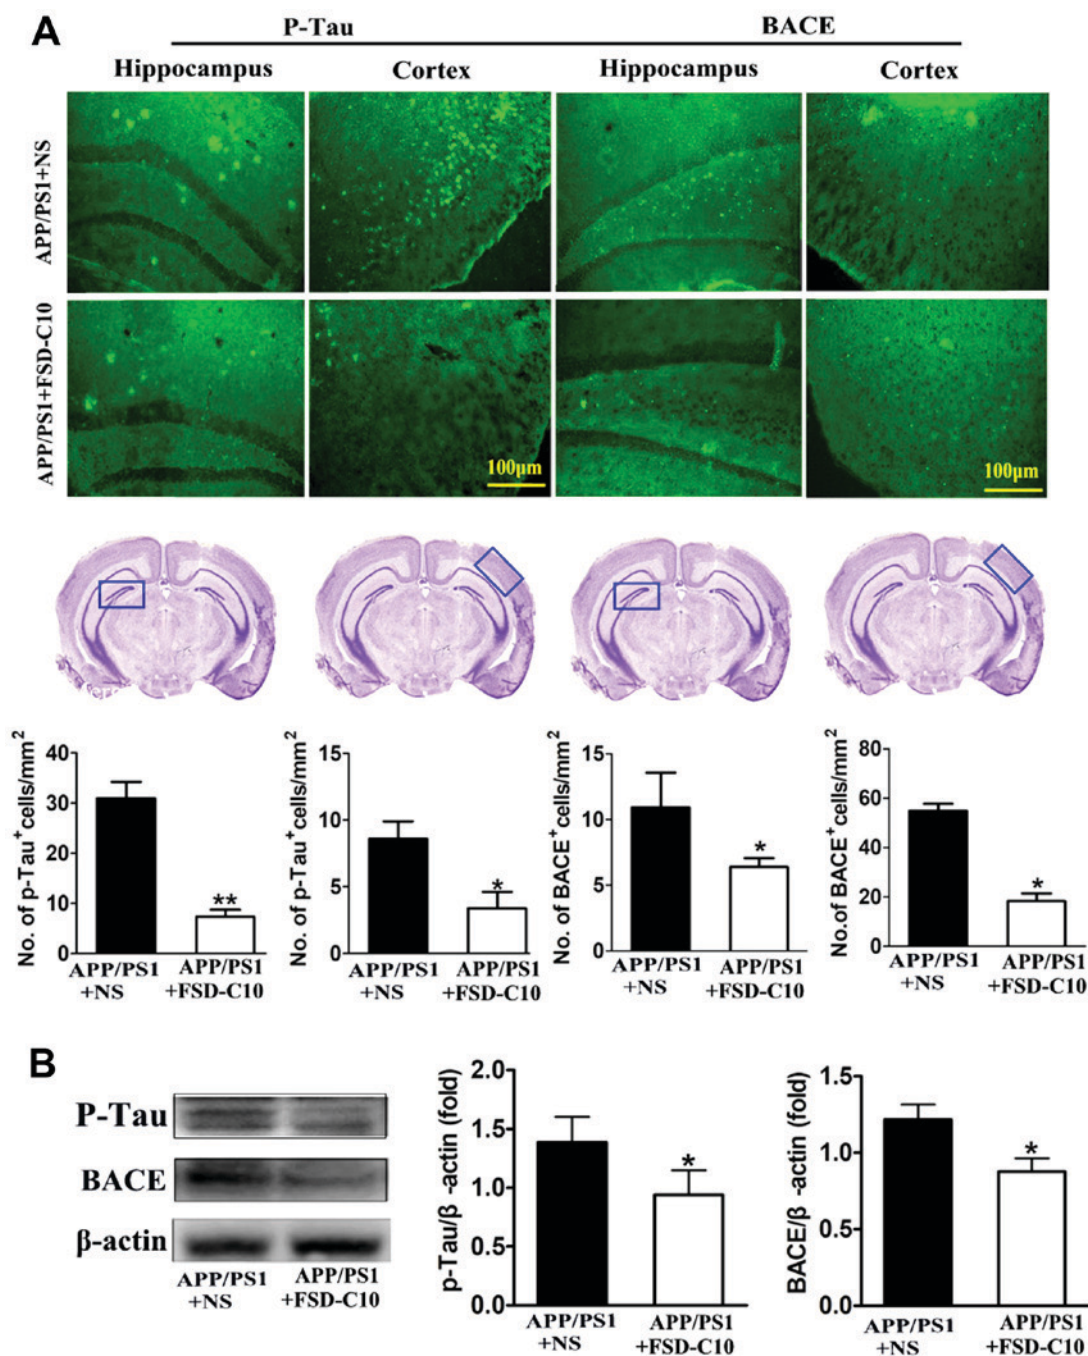 A
P-Tau BACE
Hippocampus Cortex Hippocampus Cortex
APP/PS1+NS
APP/PS1+FSD-C10
100μm 100μm
No. of p-Tau⁺cells/mm²
40
30
20
10
0
APP/PS1 +NS
APP/PS1 +FSD-C10
No. of p-Tau⁺cells/mm²
15
10
5
0
*
APP/PS1 +NS
APP/PS1 +FSD-C10
**
No. of BACE⁺cells/mm²
15
10
5
0
*
APP/PS1 +NS
APP/PS1 +FSD-C10
No.of BACE⁺cells/mm²
80
60
40
20
0
*
APP/PS1 +NS
APP/PS1 +FSD-C10
B
P-Tau
BACE
β-actin
APP/PS1 +NS
APP/PS1 +FSD-C10
p-Tau/β -actin (fold)
2.0
1.5
1.0
0.5
0.0
*
APP/PS1 +NS
APP/PS1 +FSD-C10
BACE/β -actin (fold)
1.5
1.0
0.5
0.0
*
APP/PS1 +NS
APP/PS1 +FSD-C10